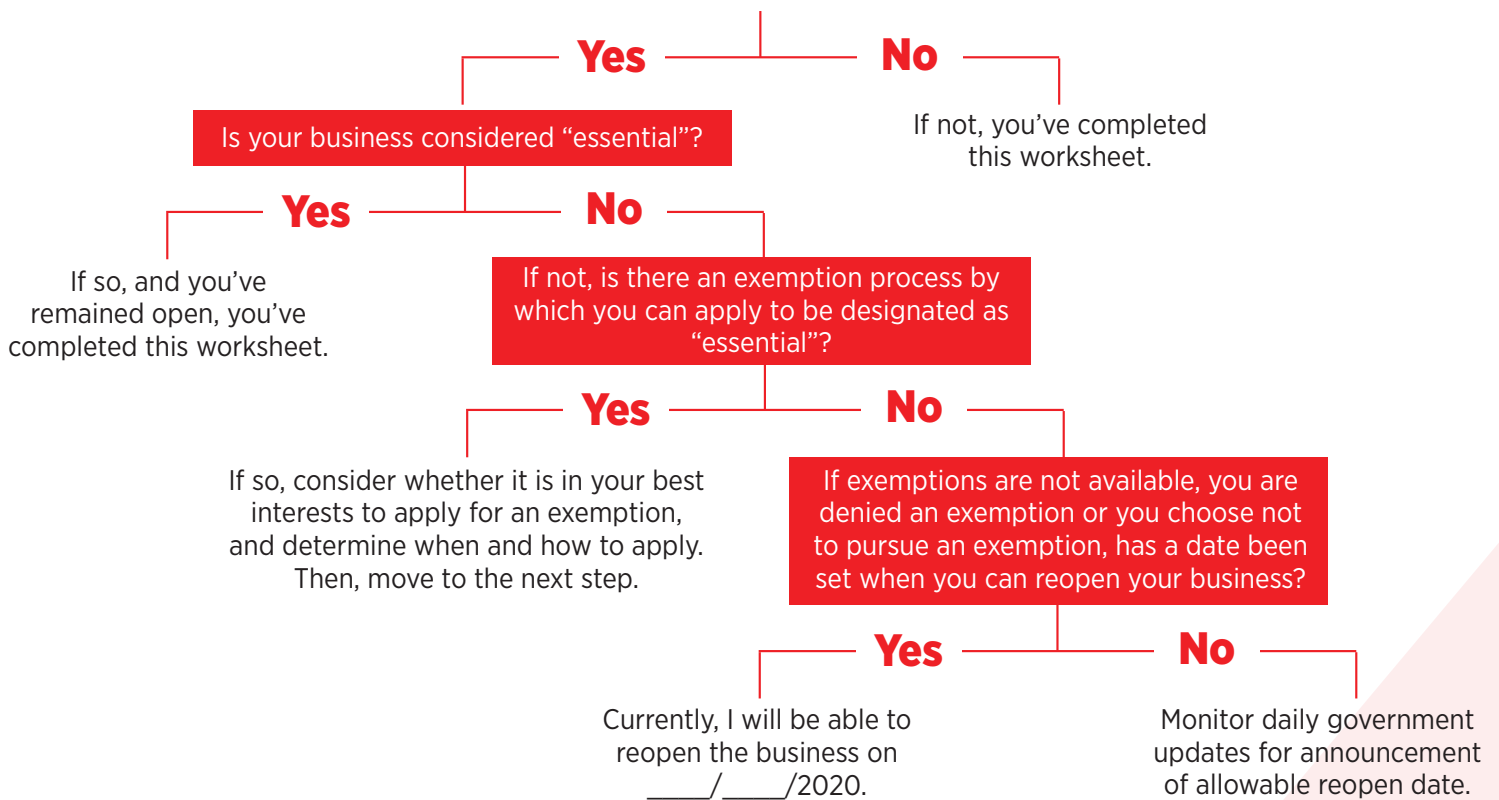 Yes
No
Is your business considered “essential”?
If not, you’ve completed
this worksheet.
Yes
No
If so, and you’ve
remained open, you’ve
completed this worksheet.
If not, is there an exemption process by
which you can apply to be designated as
“essential”?
Yes
No
If so, consider whether it is in your best
interests to apply for an exemption,
and determine when and how to apply.
Then, move to the next step.
If exemptions are not available, you are
denied an exemption or you choose not
to pursue an exemption, has a date been
set when you can reopen your business?
Yes
No
Currently, I will be able to
reopen the business on
____/____/2020.
Monitor daily government
updates for announcement
of allowable reopen date.